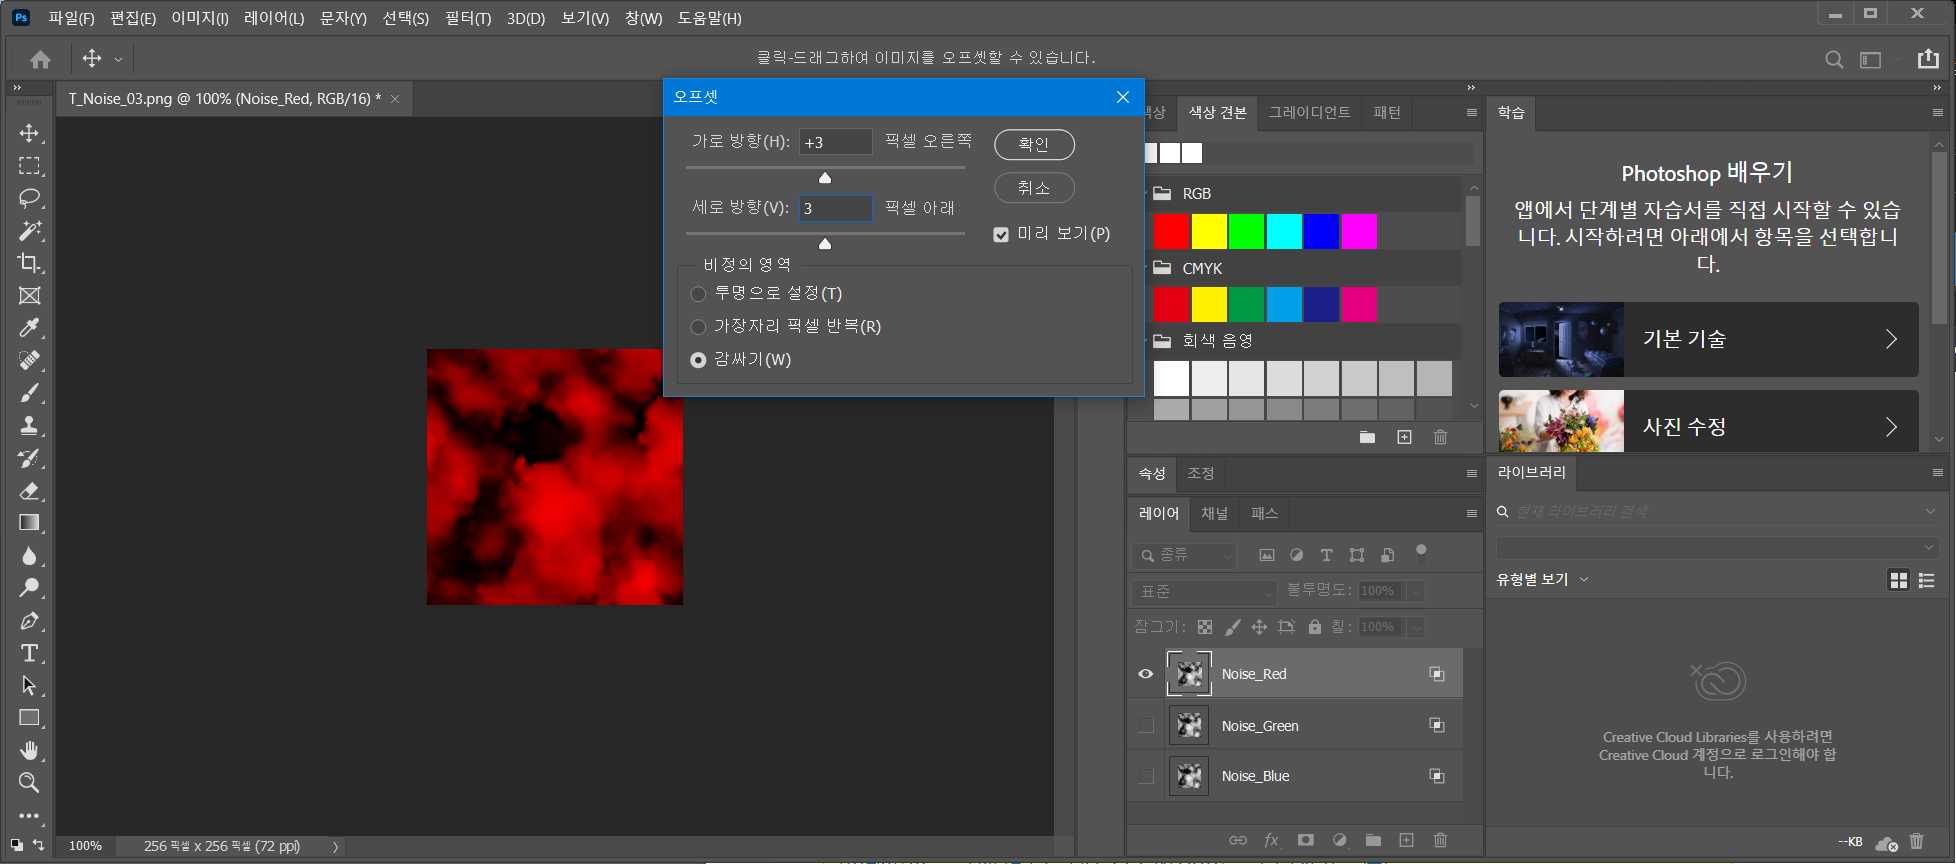 Ps 파일(F) 편집(E) 이미지(I) 레이어(L) 문자(Y) 선택(S) 필터(T) 3D(D) 보기(V) 창(W) 도움말(H)
클릭-드래그하여 이미지를 오프셋할 수 있습니다.
T_Noise_03.png @ 100% (Noise_Red, RGB/16) *
오프셋
가로 방향(H): +3 픽셀 오른쪽
확인
세로 방향(V): 3 픽셀 아래
취소
미리 보기(P)
비정의 영역
투명으로 설정(T)
가장자리 픽셀 반복(R)
감싸기(W)
색상 견본 그레이디언트 패턴
RGB
CMYK
회색 음영
학습
Photoshop 배우기
앱에서 단계별 자습서를 직접 시작할 수 있습
니다. 시작하려면 아래에서 항목을 선택합니
다.
기본 기술
사진 수정
속성 조정
레이어 채널 패스
종류
표준 불투명도: 100%
잠그기: 칠: 100%
Noise_Red
Noise_Green
Noise_Blue
fx
라이브러리
현재 라이브러리 검색
유형별 보기
Creative Cloud Libraries를 사용하려면
Creative Cloud 계정으로 로그인해야 합
니다.
--KB
100% 256 픽셀 x 256 픽셀 (72 ppi)